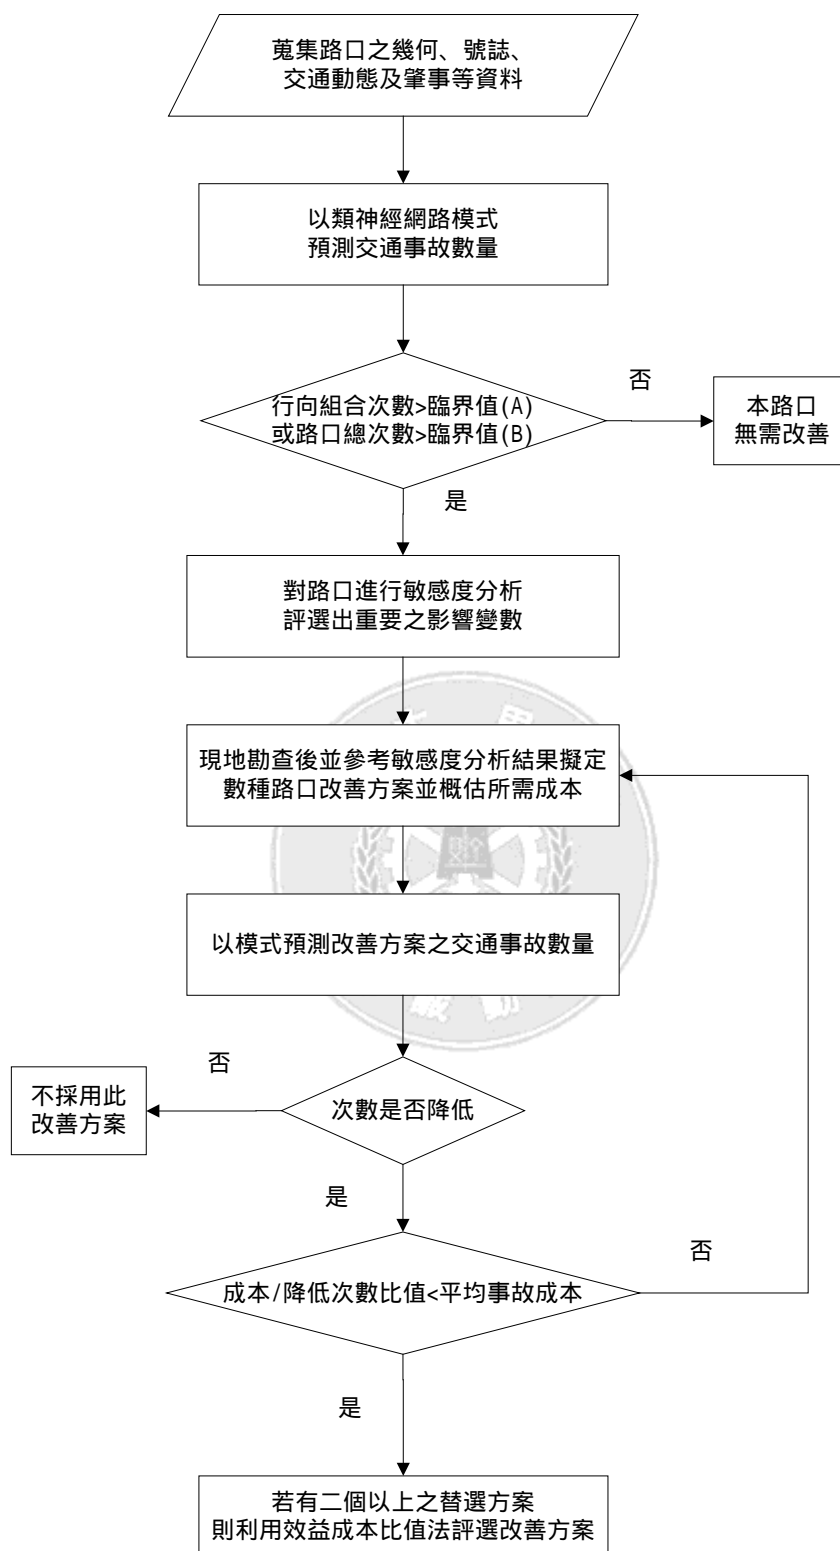 蒐集路口之幾何、號誌、
交通動態及肇事等資料
以類神經網路模式
預測交通事故數量
行向組合次數>臨界值(A)
或路口總次數>臨界值(B)
否
本路口
無需改善
是
對路口進行敏感度分析
評選出重要之影響變數
現地勘查後並參考敏感度分析結果擬定
數種路口改善方案並概估所需成本
以模式預測改善方案之交通事故數量
否
不採用此
改善方案
次數是否降低
是
否
成本/降低次數比值<平均事故成本
是
若有二個以上之替選方案
則利用效益成本比值法評選改善方案